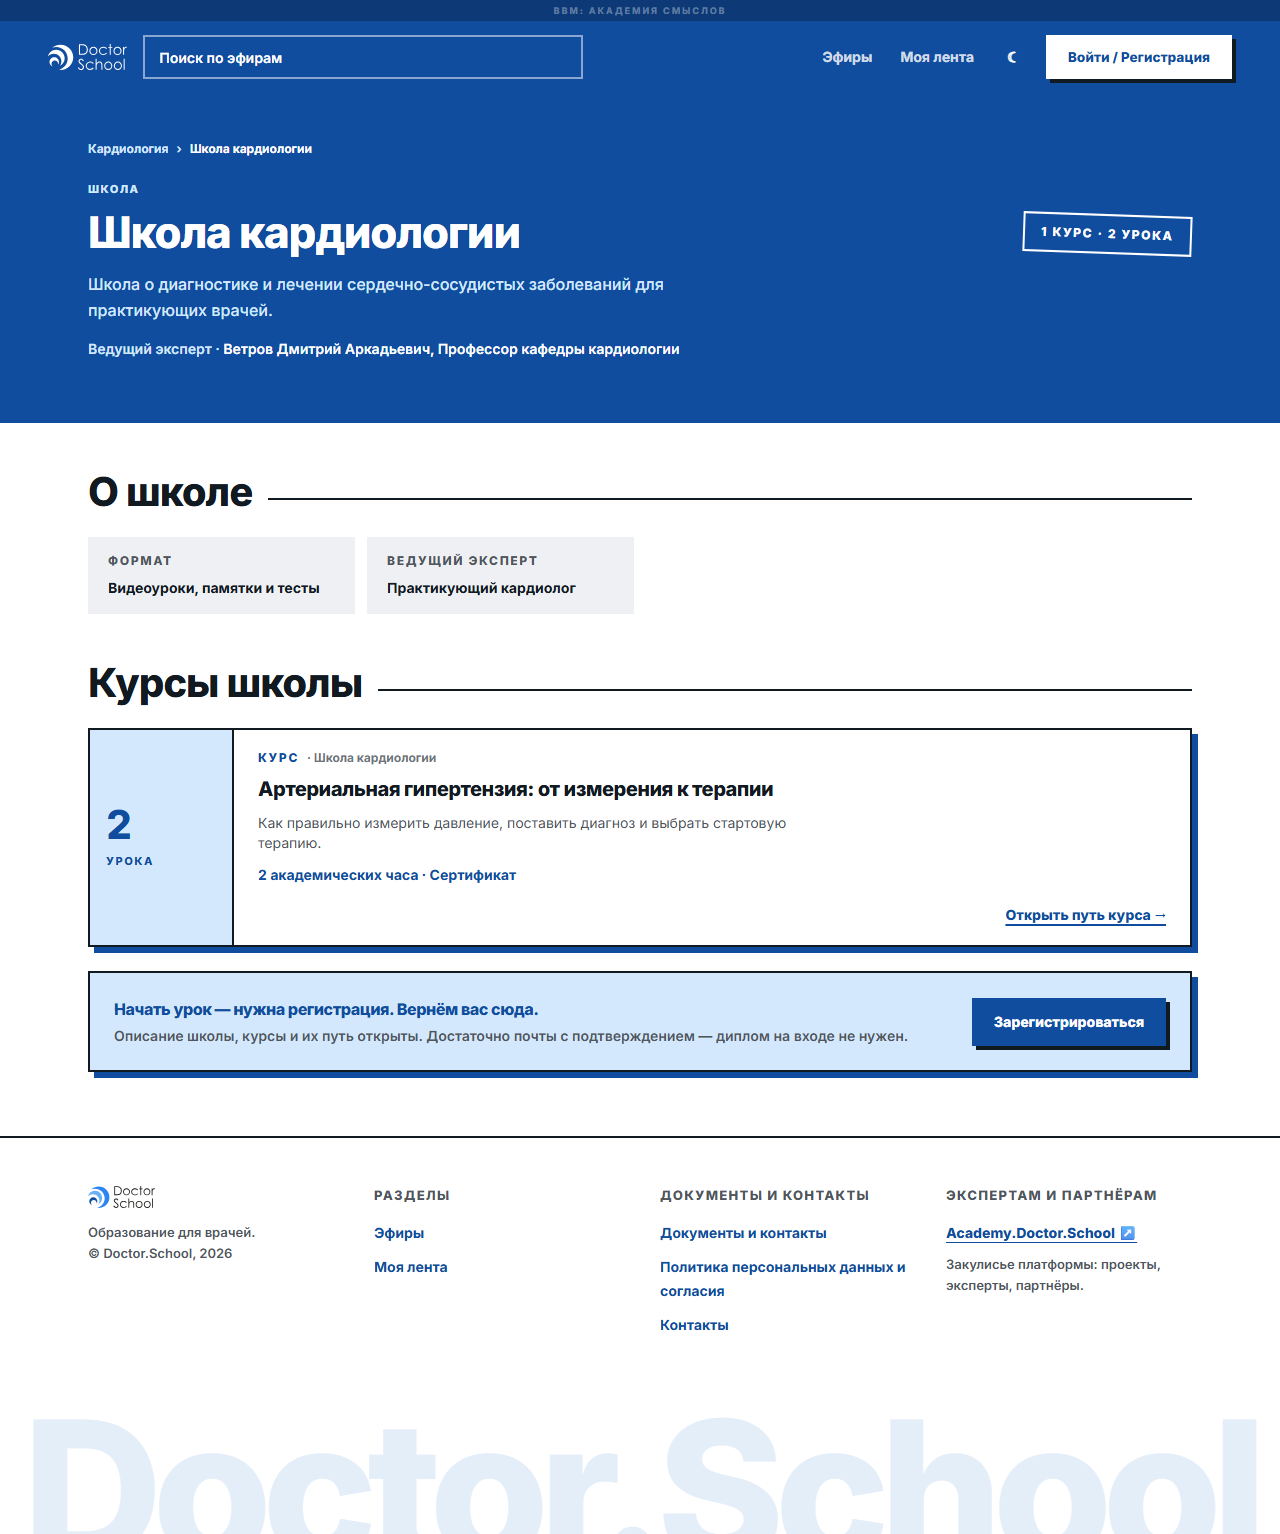 ВВМ: АКАДЕМИЯ СМЫСЛОВ
Doctor School
Поиск по эфирам
Эфиры
Моя лента
Войти / Регистрация
Кардиология › Школа кардиологии
ШКОЛА
Школа кардиологии
1 КУРС · 2 УРОКА
Школа о диагностике и лечении сердечно-сосудистых заболеваний для
практикующих врачей.
Ведущий эксперт · Ветров Дмитрий Аркадьевич, Профессор кафедры кардиологии
О школе
ФОРМАТ
Видеоуроки, памятки и тесты
ВЕДУЩИЙ ЭКСПЕРТ
Практикующий кардиолог
Курсы школы
2
УРОКА
КУРС · Школа кардиологии
Артериальная гипертензия: от измерения к терапии
Как правильно измерить давление, поставить диагноз и выбрать стартовую
терапию.
2 академических часа · Сертификат
Открыть путь курса →
Начать урок — нужна регистрация. Вернём вас сюда.
Описание школы, курсы и их путь открыты. Достаточно почты с подтверждением — диплом на входе не нужен.
Зарегистрироваться
Doctor School
Образование для врачей.
© Doctor.School, 2026
РАЗДЕЛЫ
Эфиры
Моя лента
ДОКУМЕНТЫ И КОНТАКТЫ
Документы и контакты
Политика персональных данных и
согласия
Контакты
ЭКСПЕРТАМ И ПАРТНЁРАМ
Academy.Doctor.School ↗
Закулисье платформы: проекты,
эксперты, партнёры.
Doctor.School